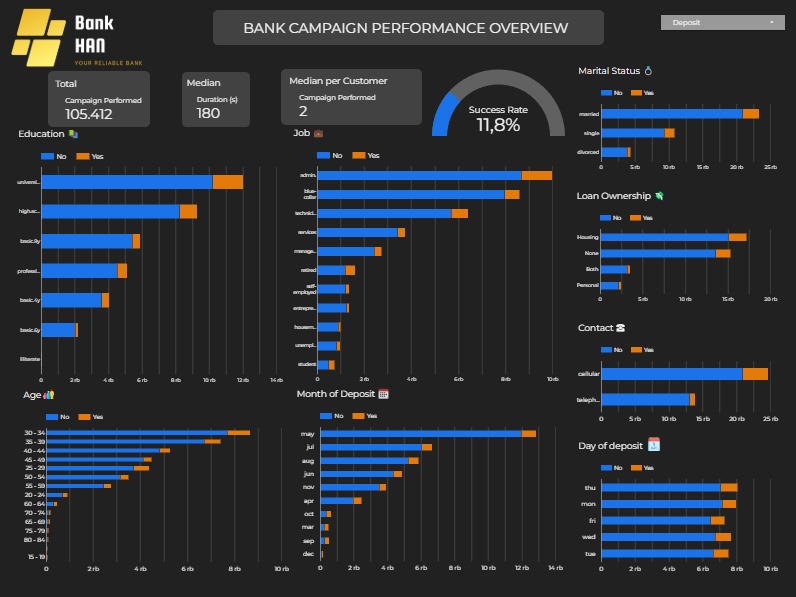 Bank
HAN
YOUR RELIABLE BANK
BANK CAMPAIGN PERFORMANCE OVERVIEW
Deposit
Total
Campaign Performed
105.412
Median
Duration (s)
180
Median per Customer
Campaign Performed
2
Success Rate
11,8%
Marital Status
No Yes
married
single
divorced
0 5 rb 10 rb 15 rb 20 rb 25 rb
Education
No Yes
universi...
highsc...
basic.9y
professi...
basic.4y
basic.6y
illiterate
0 2 rb 4 rb 6 rb 8 rb 10 rb 12 rb 14 rb
Job
No Yes
admin.
blue-
collar
technici...
services
manage...
retired
self-
employed
entrepre...
housem...
unempl...
student
0 2 rb 4 rb 6 rb 8 rb 10 rb
Loan Ownership
No Yes
Housing
None
Both
Personal
0 5 rb 10 rb 15 rb 20 rb
Contact
No Yes
cellular
teleph...
0 5 rb 10 rb 15 rb 20 rb 25 rb
Age
No Yes
30 - 34
35 - 39
40 - 44
45 - 49
25 - 29
50 - 54
55 - 59
20 - 24
60 - 64
70 - 74
65 - 69
75 - 79
80 - 84
15 - 19
0 2 rb 4 rb 6 rb 8 rb 10 rb
Month of Deposit
No Yes
may
jul
aug
jun
nov
apr
oct
mar
sep
dec
0 2 rb 4 rb 6 rb 8 rb 10 rb 12 rb 14 rb
Day of deposit
No Yes
thu
mon
fri
wed
tue
0 2 rb 4 rb 6 rb 8 rb 10 rb